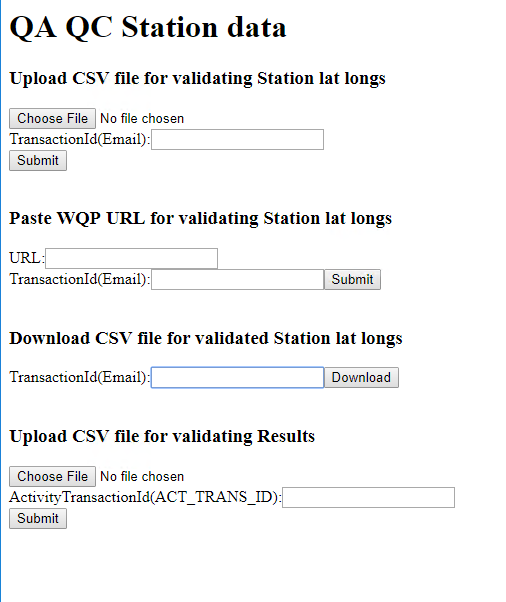 QA QC Station data
Upload CSV file for validating Station lat longs
Choose File No file chosen
TransactionId(Email):
Submit
Paste WQP URL for validating Station lat longs
URL:
TransactionId(Email): Submit
Download CSV file for validated Station lat longs
TransactionId(Email): Download
Upload CSV file for validating Results
Choose File No file chosen
ActivityTransactionId(ACT_TRANS_ID):
Submit